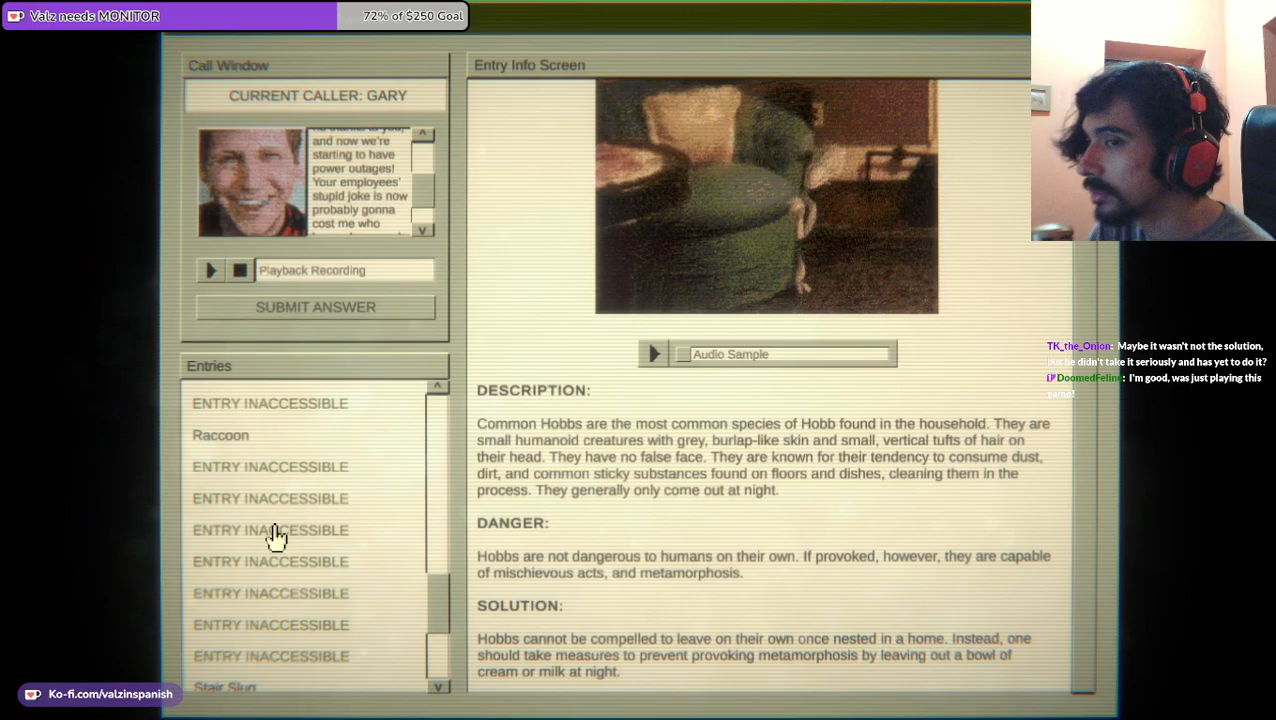 Valz needs MONITOR
72% of $250 Goal
Call Window
CURRENT CALLER: GARY
and now we're
starting to have
power outages!
Your employees'
stupid joke is now
probably gonna
cost me who
Playback Recording
SUBMIT ANSWER
Entries
ENTRY INACCESSIBLE
Raccoon
ENTRY INACCESSIBLE
ENTRY INACCESSIBLE
ENTRY INACCESSIBLE
ENTRY INACCESSIBLE
ENTRY INACCESSIBLE
ENTRY INACCESSIBLE
ENTRY INACCESSIBLE
Stair Slug
Ko-fi.com/valzinspanish
Entry Info Screen
Audio Sample
DESCRIPTION:
Common Hobbs are the most common species of Hobb found in the household. They are
small humanoid creatures with grey, burlap-like skin and small, vertical tufts of hair on
their head. They have no false face. They are known for their tendency to consume dust,
dirt, and common sticky substances found on floors and dishes, cleaning them in the
process. They generally only come out at night.
DANGER:
Hobbs are not dangerous to humans on their own. If provoked, however, they are capable
of mischievous acts, and metamorphosis.
SOLUTION:
Hobbs cannot be compelled to leave on their own once nested in a home. Instead, one
should take measures to prevent provoking metamorphosis by leaving out a bowl of
cream or milk at night.
TK_the_Onion: Maybe it wasn't not the solution,
but he didn't take it seriously and has yet to do it?
DoomedFeline: I'm good, was just playing this
game!